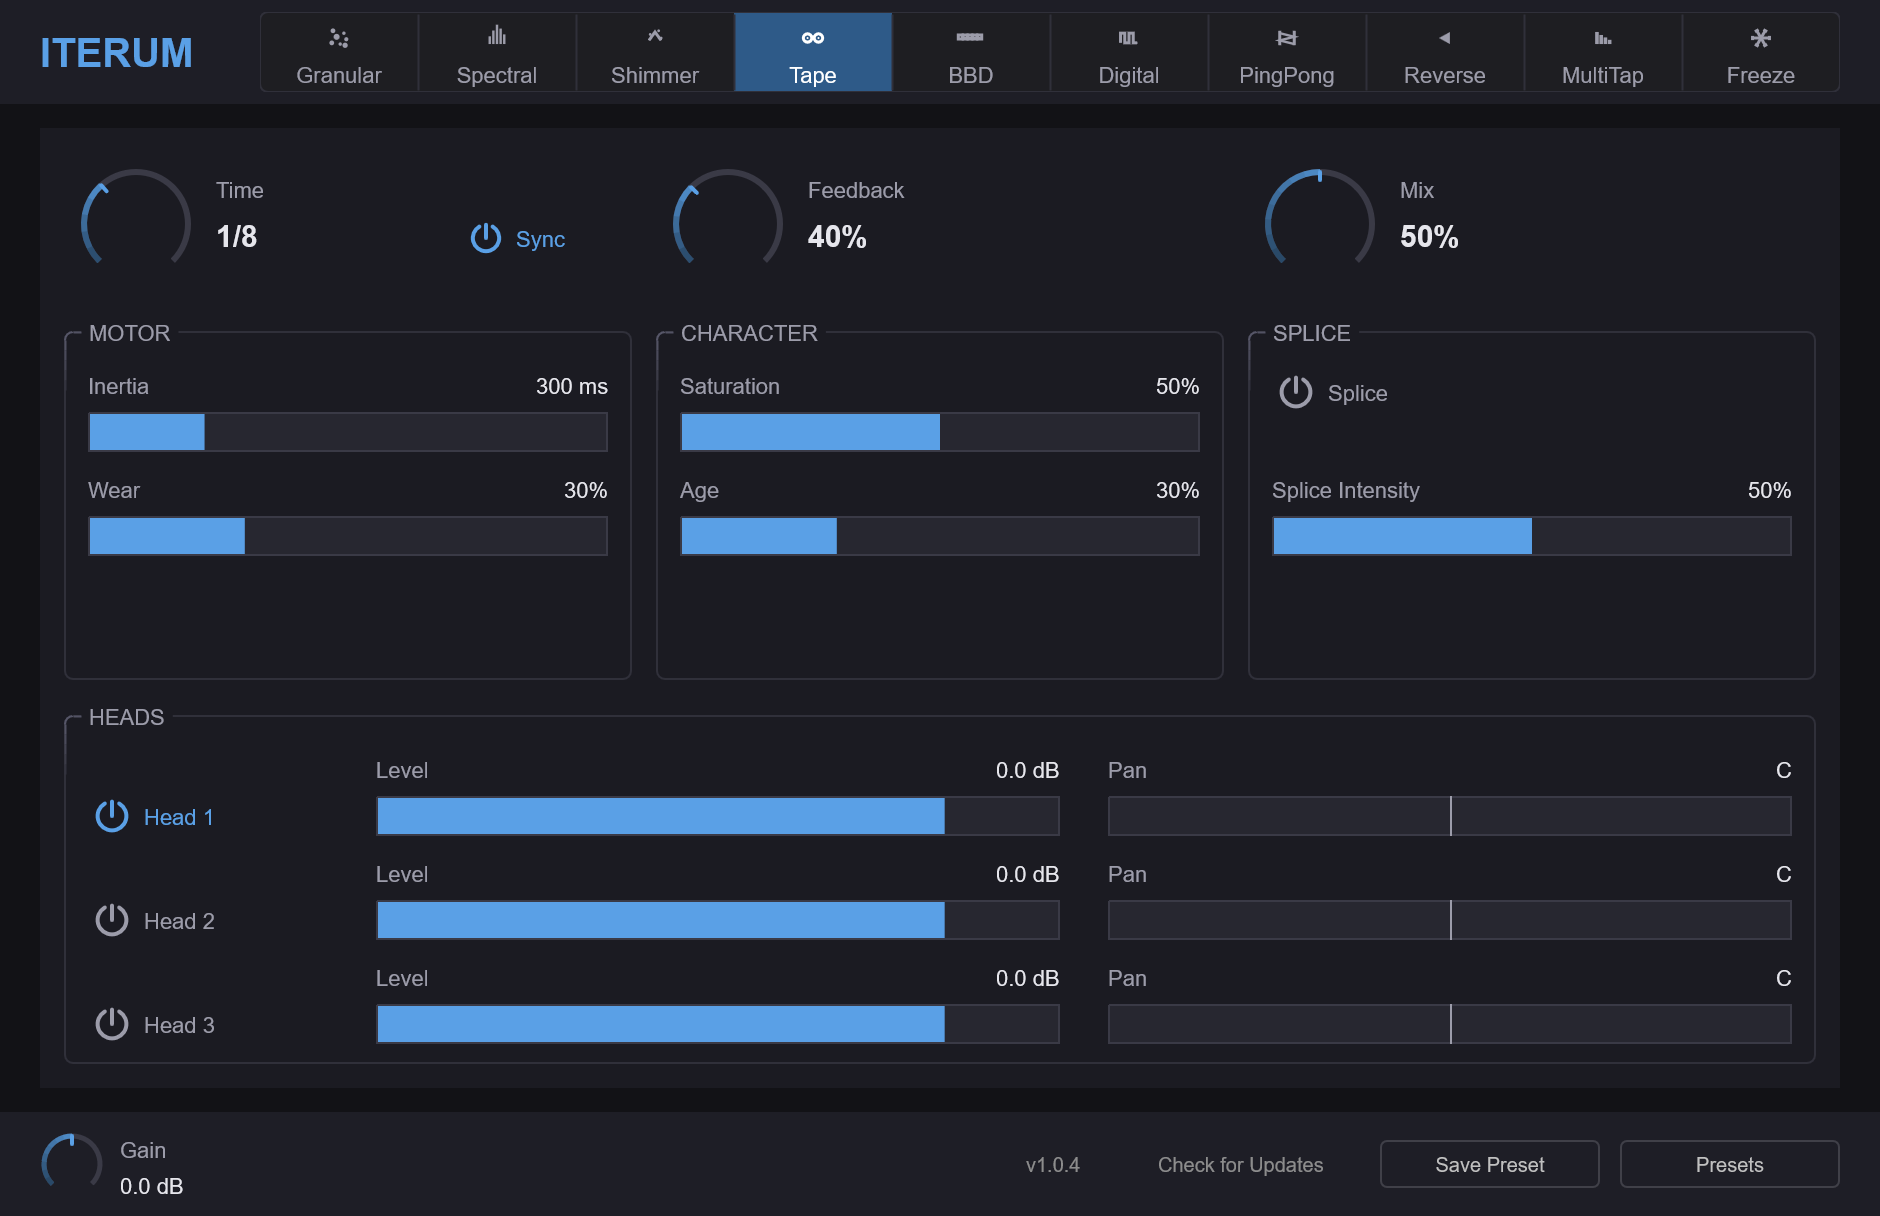 ITERUM
Granular
Spectral
Shimmer
Tape
BBD
Digital
PingPong
Reverse
MultiTap
Freeze
Time
1/8
Sync
Feedback
40%
Mix
50%
MOTOR
Inertia 300 ms
Wear 30%
CHARACTER
Saturation 50%
Age 30%
SPLICE
Splice
Splice Intensity 50%
HEADS
Head 1
Level 0.0 dB
Pan C
Head 2
Level 0.0 dB
Pan C
Head 3
Level 0.0 dB
Pan C
Gain
0.0 dB
v1.0.4
Check for Updates
Save Preset
Presets